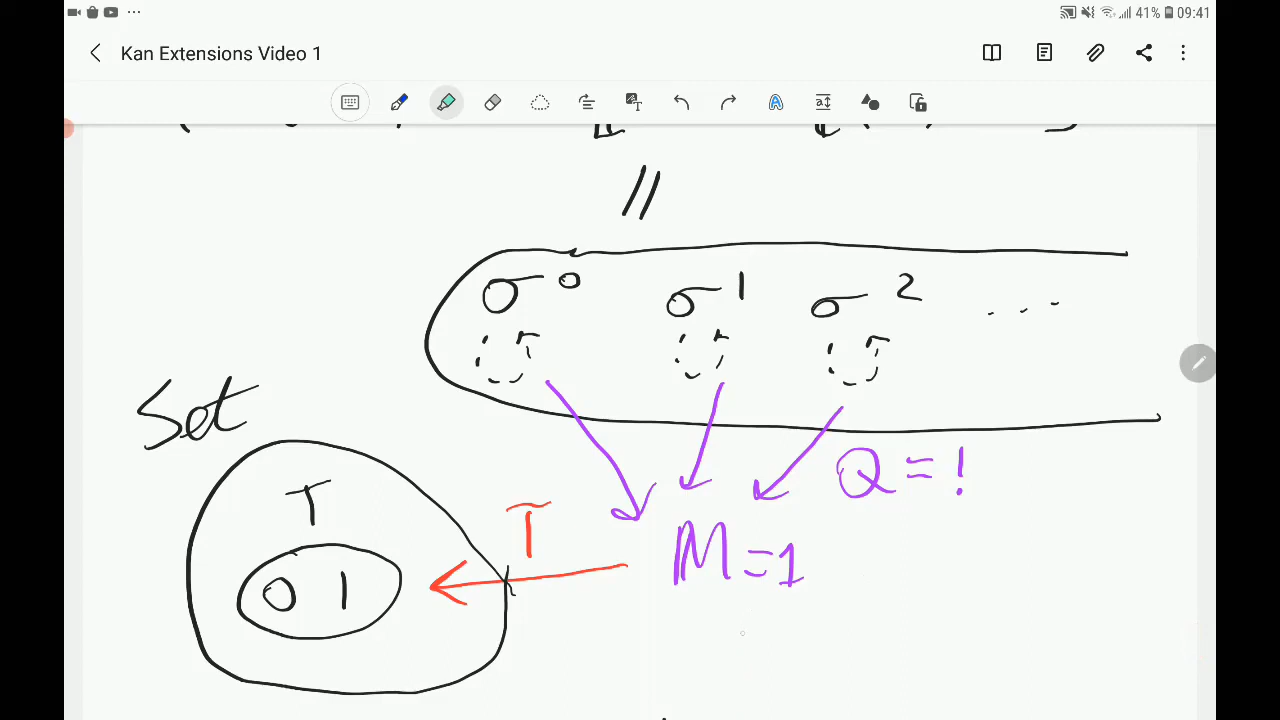 41% 09:41
Kan Extensions Video 1
σ⁰ σ¹ σ² ...
Set
Q = !
T
T
M = 1
0 1